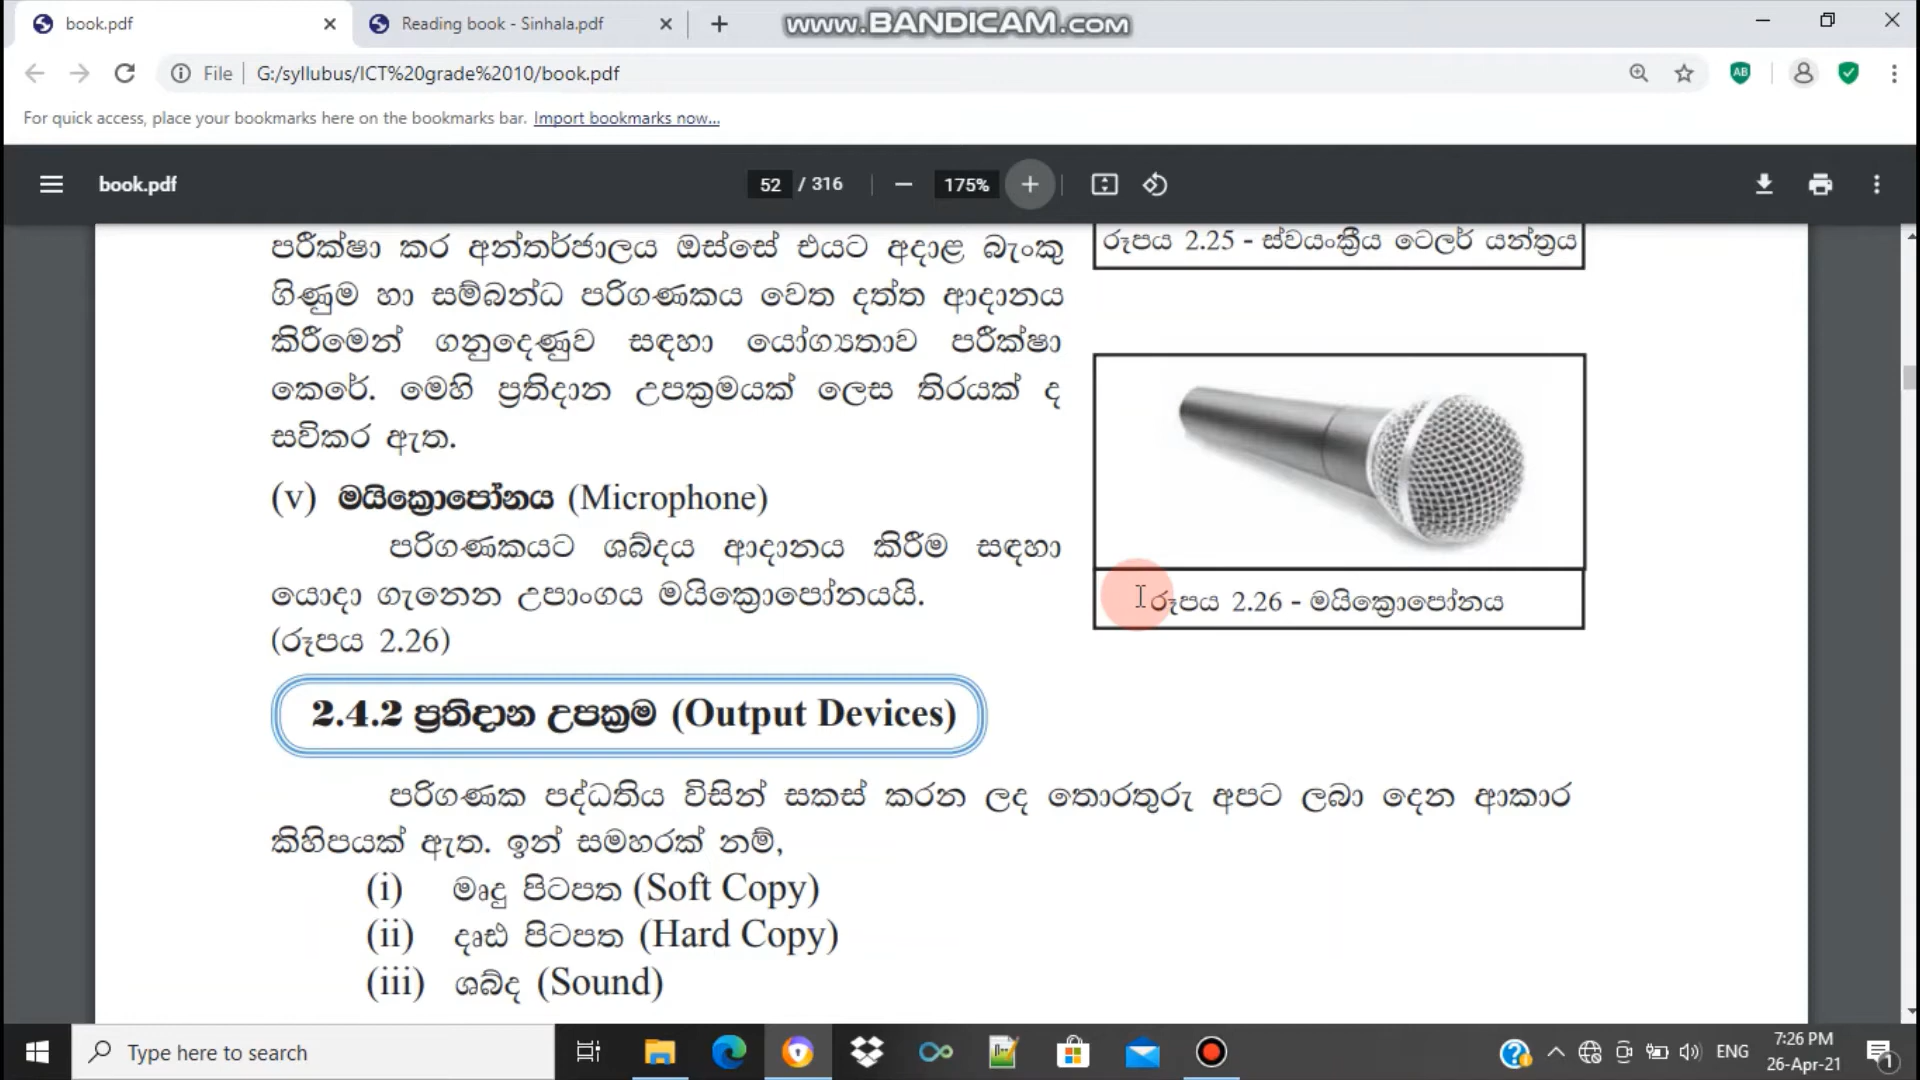 book.pdf
Reading book - Sinhala.pdf
www.BANDICAM.com
File
G:/syllubus/ICT%20grade%2010/book.pdf
For quick access, place your bookmarks here on the bookmarks bar. Import bookmarks now...
book.pdf
52 / 316
175%
පරීක්ෂා කර අන්තර්ජාලය ඔස්සේ එයට අදාළ බැංකු
ගිණුම හා සම්බන්ධ පරිගණකය වෙත දත්ත ආදානය
කිරීමෙන් ගනුදෙණුව සඳහා යෝග්‍යතාව පරීක්ෂා
කෙරේ. මෙහි ප්‍රතිදාන උපක්‍රමයක් ලෙස තිරයක් ද
සවිකර ඇත.
රූපය 2.25 - ස්වයංක්‍රීය ටෙලර් යන්ත්‍රය
(v) මයික්‍රොපෝනය (Microphone)
පරිගණකයට ශබ්දය ආදානය කිරීම සඳහා
යොදා ගැනෙන උපාංගය මයික්‍රොපෝනයයි.
(රූපය 2.26)
රූපය 2.26 - මයික්‍රොපෝනය
2.4.2 ප්‍රතිදාන උපක්‍රම (Output Devices)
පරිගණක පද්ධතිය විසින් සකස් කරන ලද තොරතුරු අපට ලබා දෙන ආකාර
කිහිපයක් ඇත. ඉන් සමහරක් නම්,
(i) මෘදු පිටපත (Soft Copy)
(ii) දෘඪ පිටපත (Hard Copy)
(iii) ශබ්ද (Sound)
Type here to search
ENG
7:26 PM
26-Apr-21
1